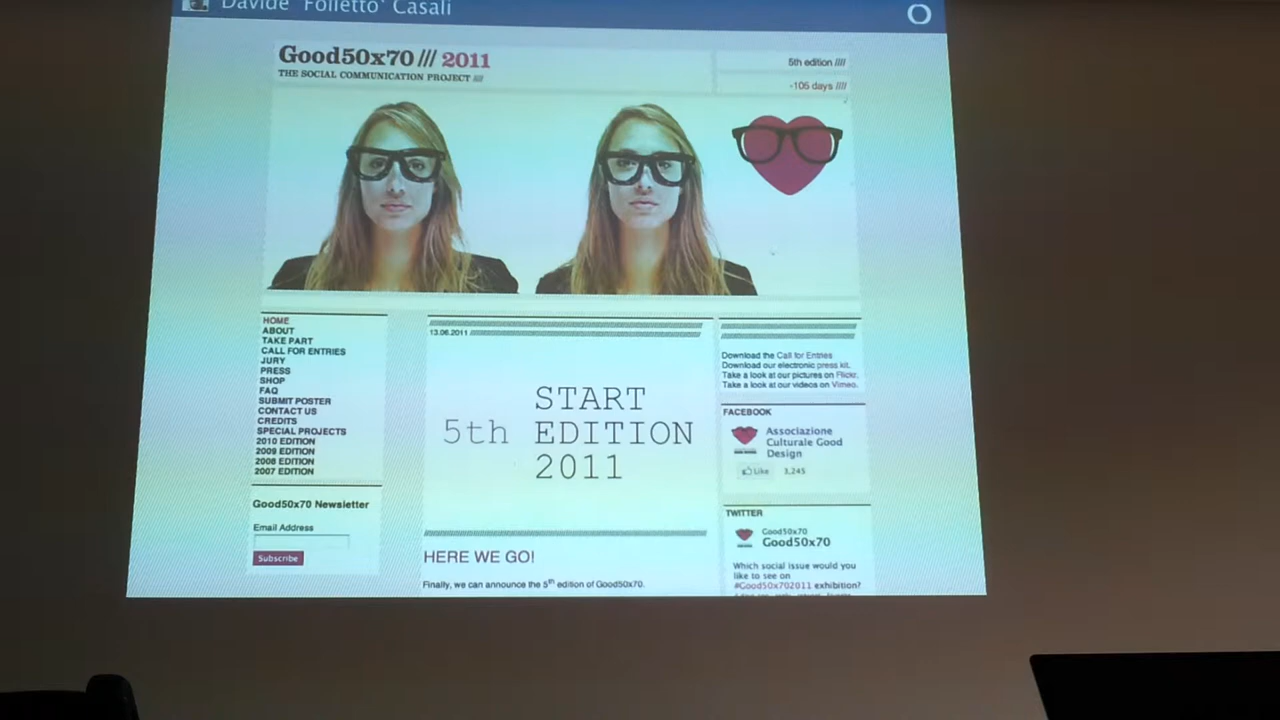 Davide 'Folletto' Casali
Good50x70 /// 2011
THE SOCIAL COMMUNICATION PROJECT ///
5th edition ////
-105 days ////
HOME
ABOUT
TAKE PART
CALL FOR ENTRIES
JURY
PRESS
SHOP
FAQ
SUBMIT POSTER
CONTACT US
CREDITS
SPECIAL PROJECTS
2010 EDITION
2009 EDITION
2008 EDITION
2007 EDITION
Good50x70 Newsletter
Email Address
Subscribe
13.06.2011
START
5th EDITION
2011
HERE WE GO!
Finally, we can announce the 5th edition of Good50x70.
Download the Call for Entries
Download our electronic press kit.
Take a look at our pictures on Flickr.
Take a look at our videos on Vimeo.
FACEBOOK
Associazione
Culturale Good
Design
Like 3,245
TWITTER
Good50x70
Good50x70
Which social issue would you
like to see on
#Good50x702011 exhibition?